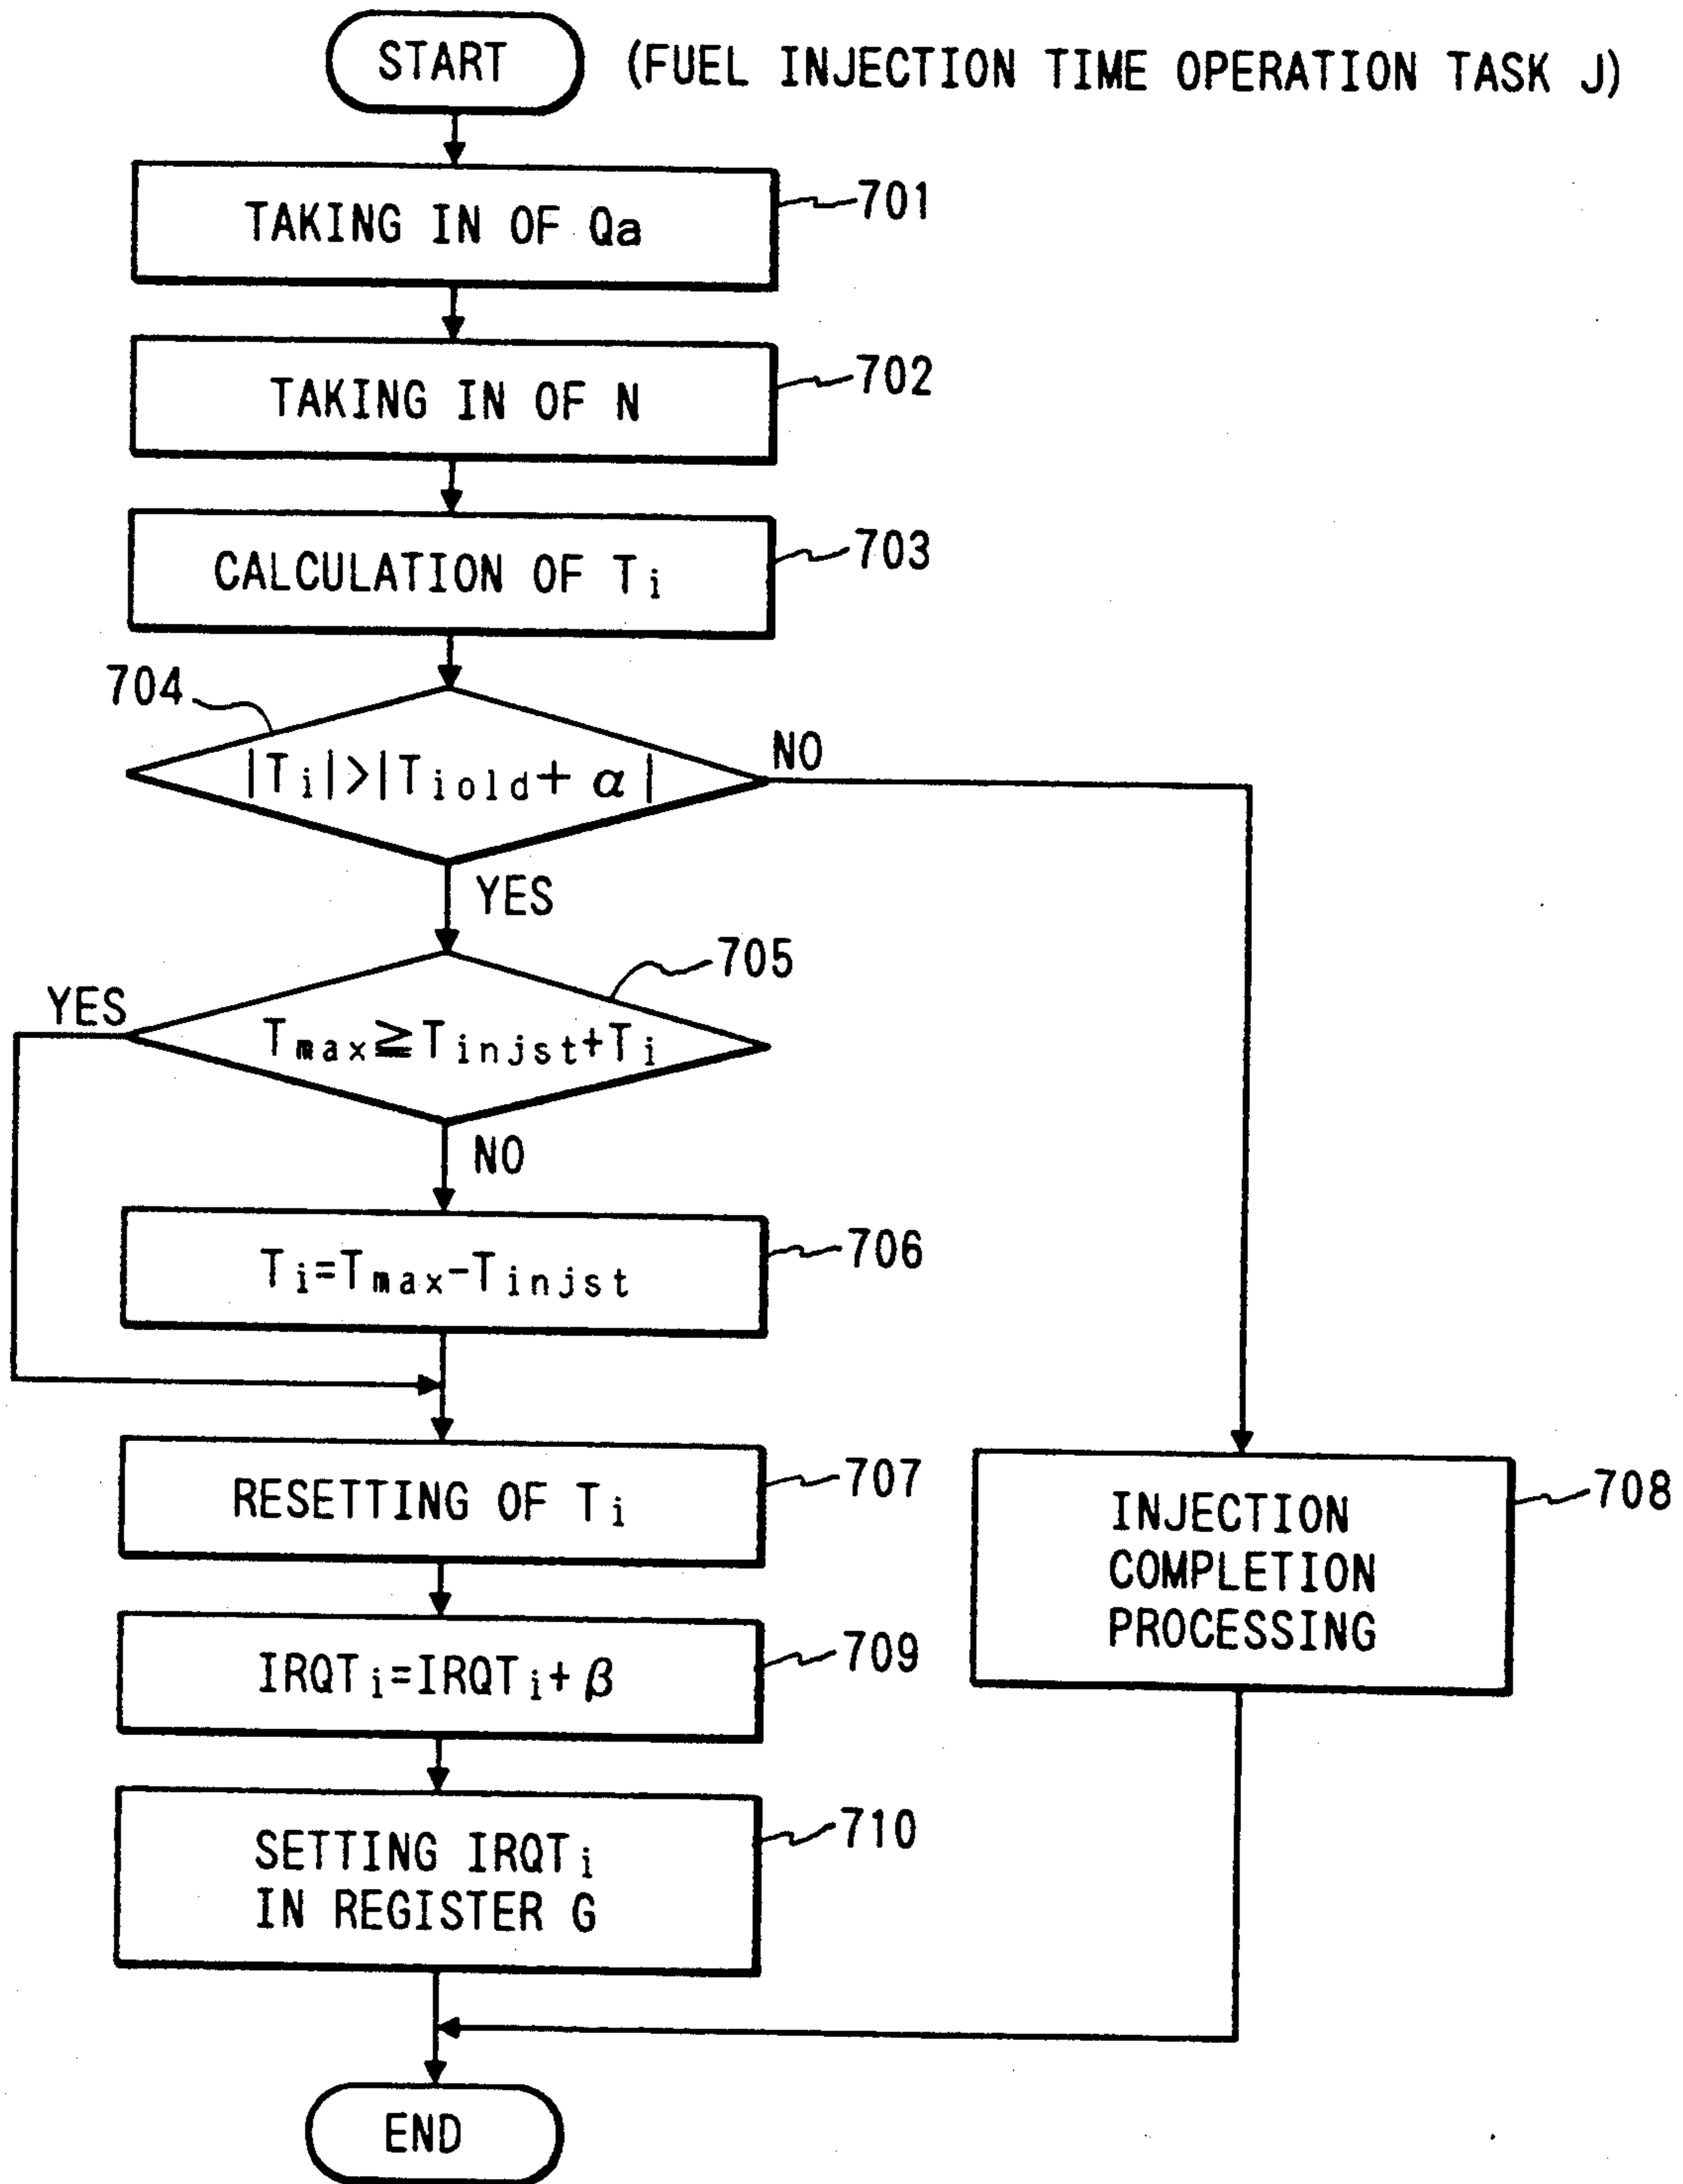 START (FUEL INJECTION TIME OPERATION TASK J)
TAKING IN OF Qa
701
TAKING IN OF N
702
CALCULATION OF Ti
703
704
|Ti|>|Tiold+ α|
NO
YES
705
YES
Tmax≧Tinjst+Ti
NO
Ti=Tmax-Tinjst
706
RESETTING OF Ti
707
INJECTION
COMPLETION
PROCESSING
708
IRQTi=IRQTi+β
709
SETTING IRQTi
IN REGISTER G
710
END